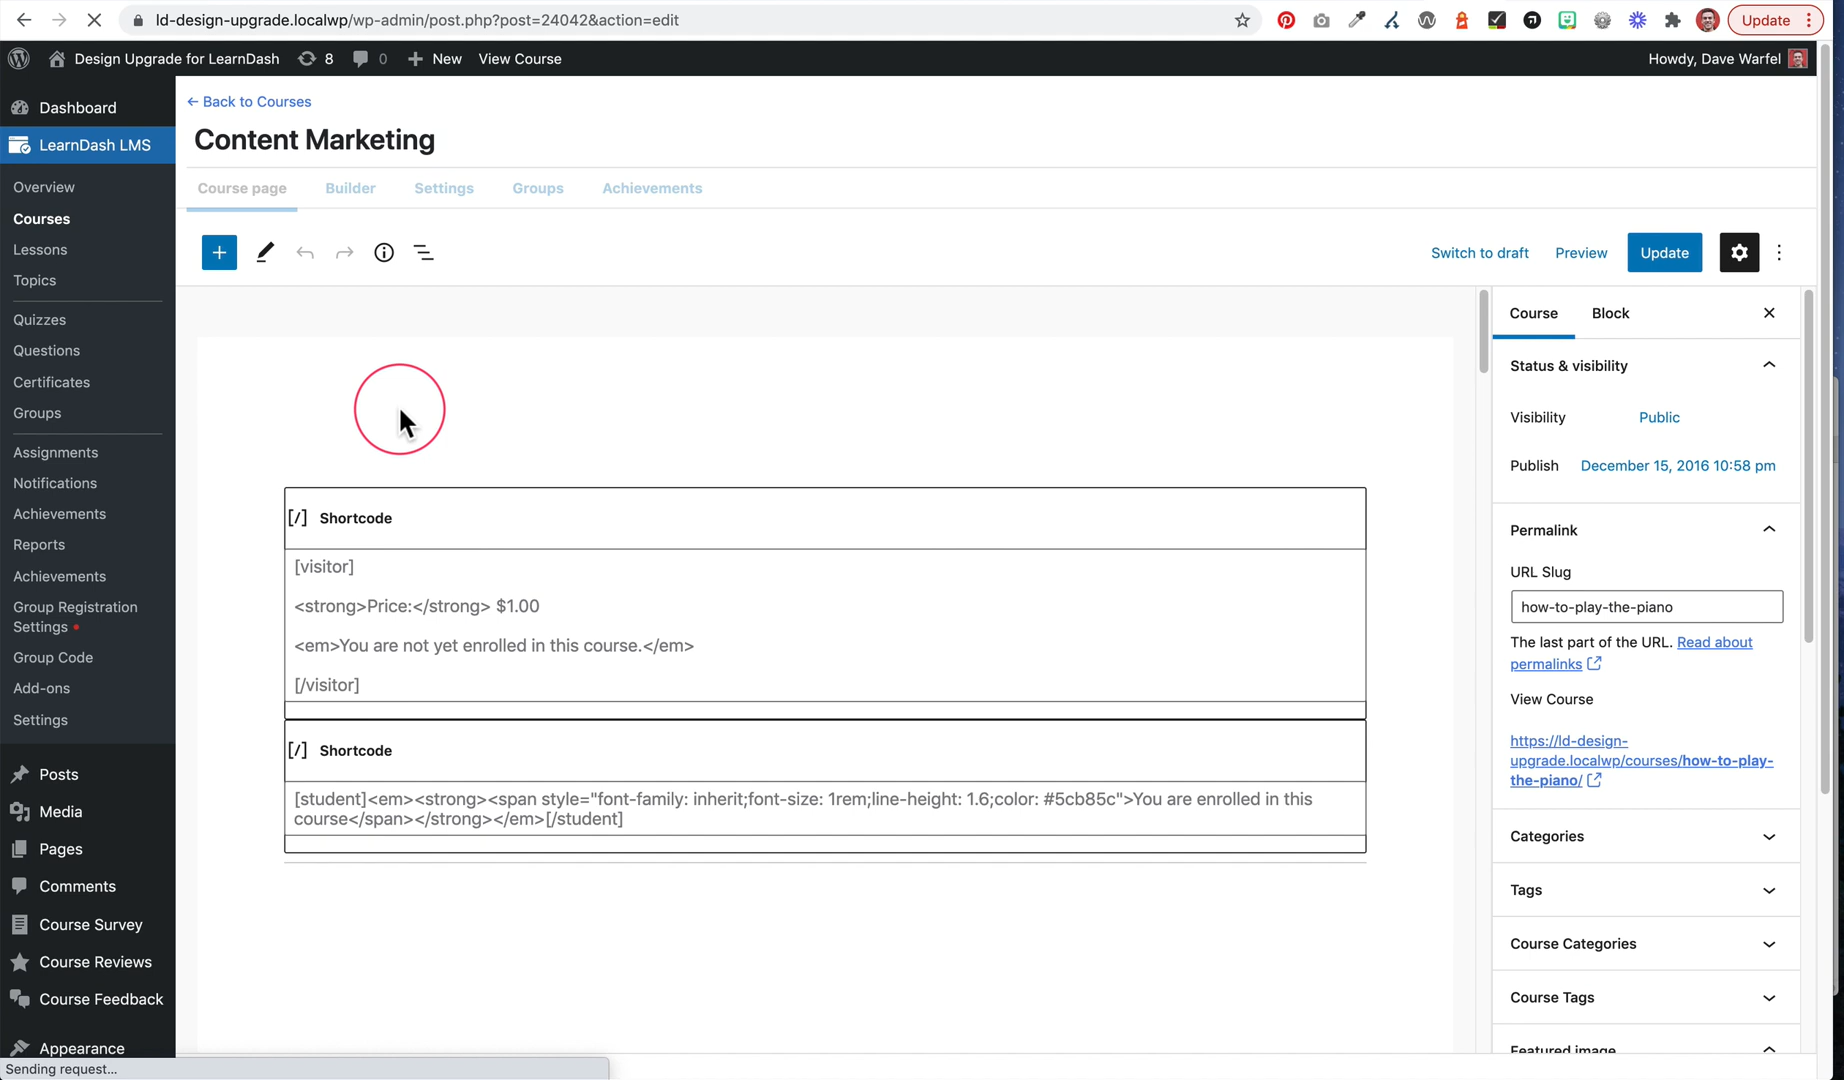 ld-design-upgrade.localwp/wp-admin/post.php?post=24042&action=edit
Update
Design Upgrade for LearnDash
8
0
New
View Course
Howdy, Dave Warfel
Dashboard
LearnDash LMS
Overview
Courses
Lessons
Topics
Quizzes
Questions
Certificates
Groups
Assignments
Notifications
Achievements
Reports
Achievements
Group Registration
Settings
Group Code
Add-ons
Settings
Posts
Media
Pages
Comments
Course Survey
Course Reviews
Course Feedback
Appearance
Sending request...
← Back to Courses
Content Marketing
Course page
Builder
Settings
Groups
Achievements
Switch to draft
Preview
Update
[/] Shortcode
[visitor]
<strong>Price:</strong> $1.00
<em>You are not yet enrolled in this course.</em>
[/visitor]
[/] Shortcode
[student]<em><strong><span style="font-family: inherit;font-size: 1rem;line-height: 1.6;color: #5cb85c">You are enrolled in this
course</span></strong></em>[/student]
Course
Block
Status & visibility
Visibility
Public
Publish
December 15, 2016 10:58 pm
Permalink
URL Slug
how-to-play-the-piano
The last part of the URL. Read about
permalinks
View Course
https://ld-design-
upgrade.localwp/courses/how-to-play-
the-piano/
Categories
Tags
Course Categories
Course Tags
Featured image